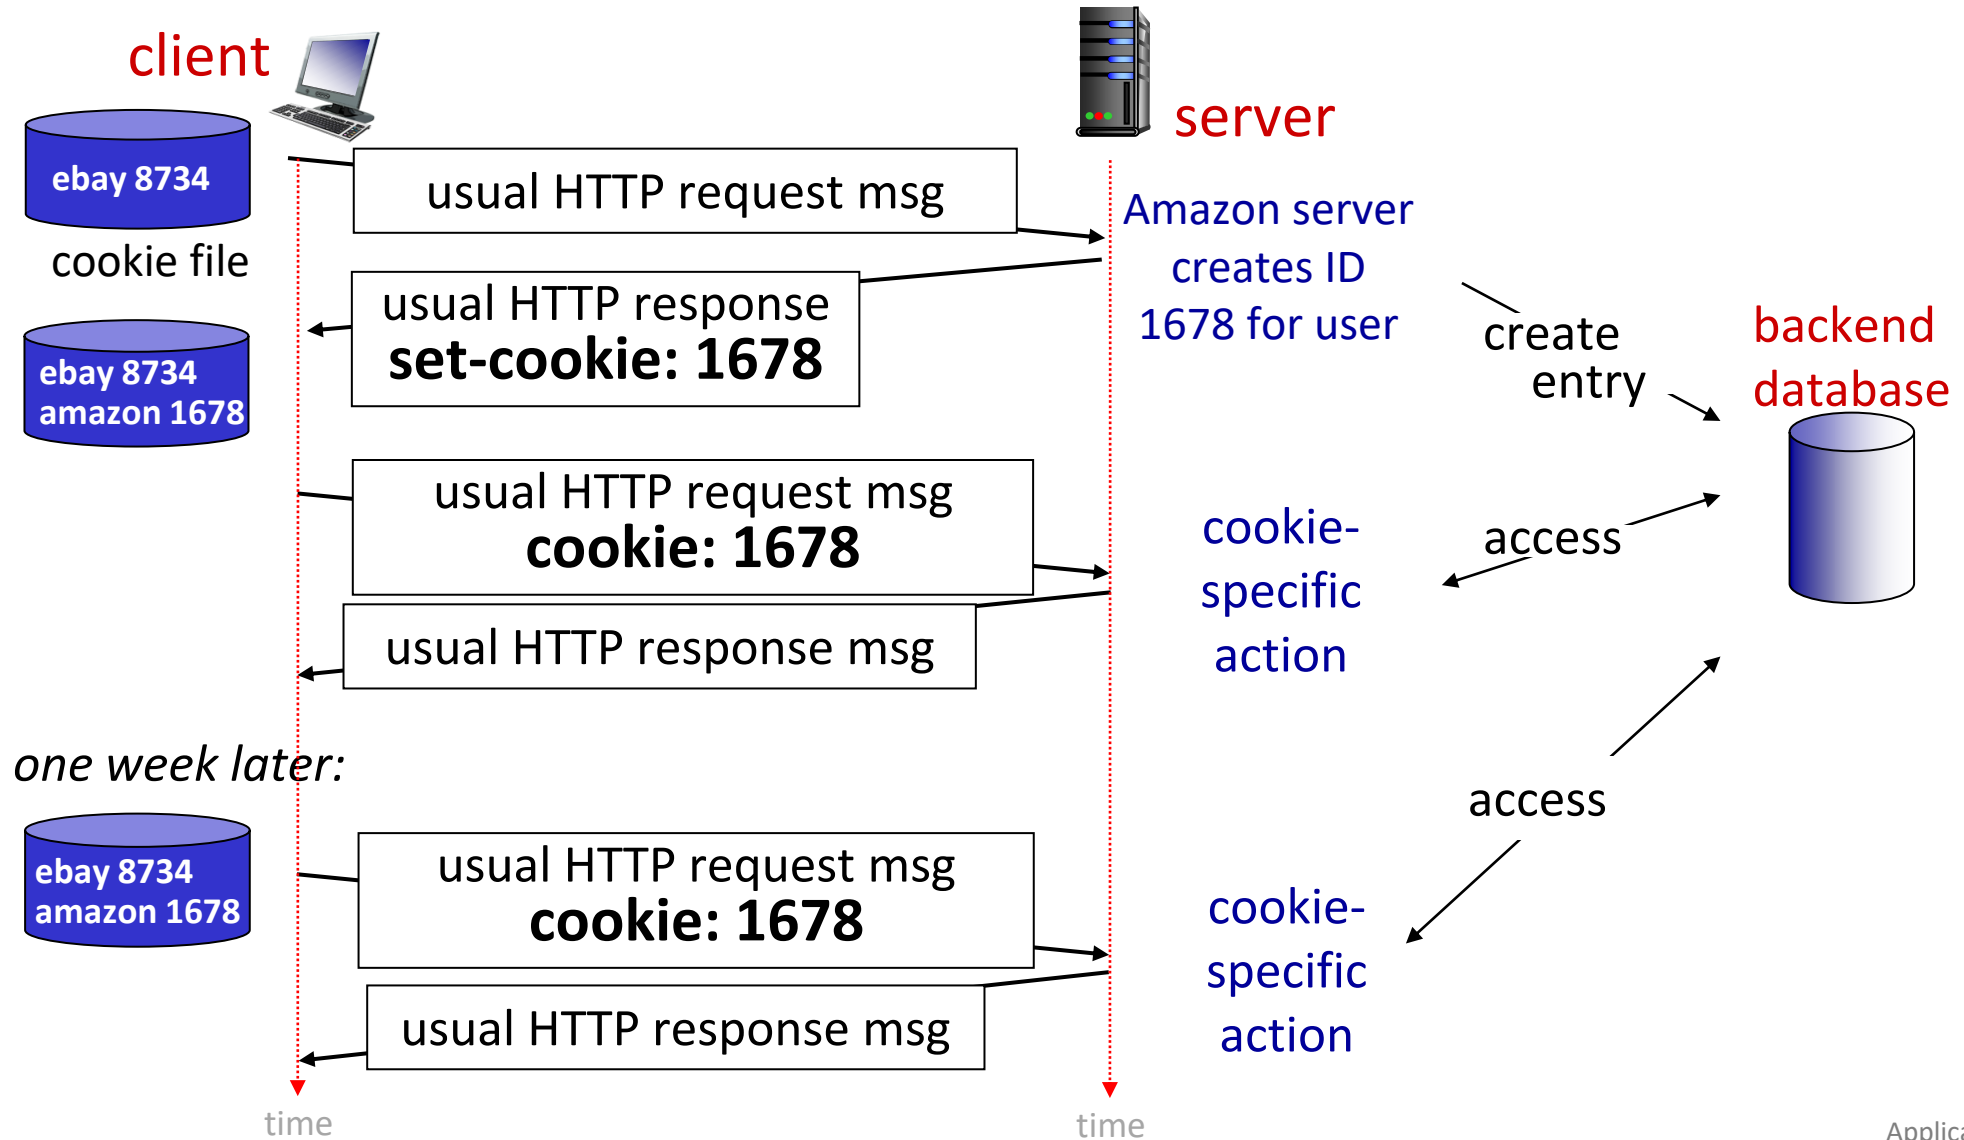 client
server
ebay 8734
cookie file
usual HTTP request msg
Amazon server
creates ID
1678 for user
usual HTTP response
set-cookie: 1678
create
entry
backend
database
ebay 8734
amazon 1678
usual HTTP request msg
cookie: 1678
cookie-
specific
action
access
usual HTTP response msg
one week later:
access
ebay 8734
amazon 1678
usual HTTP request msg
cookie: 1678
cookie-
specific
action
usual HTTP response msg
time
time